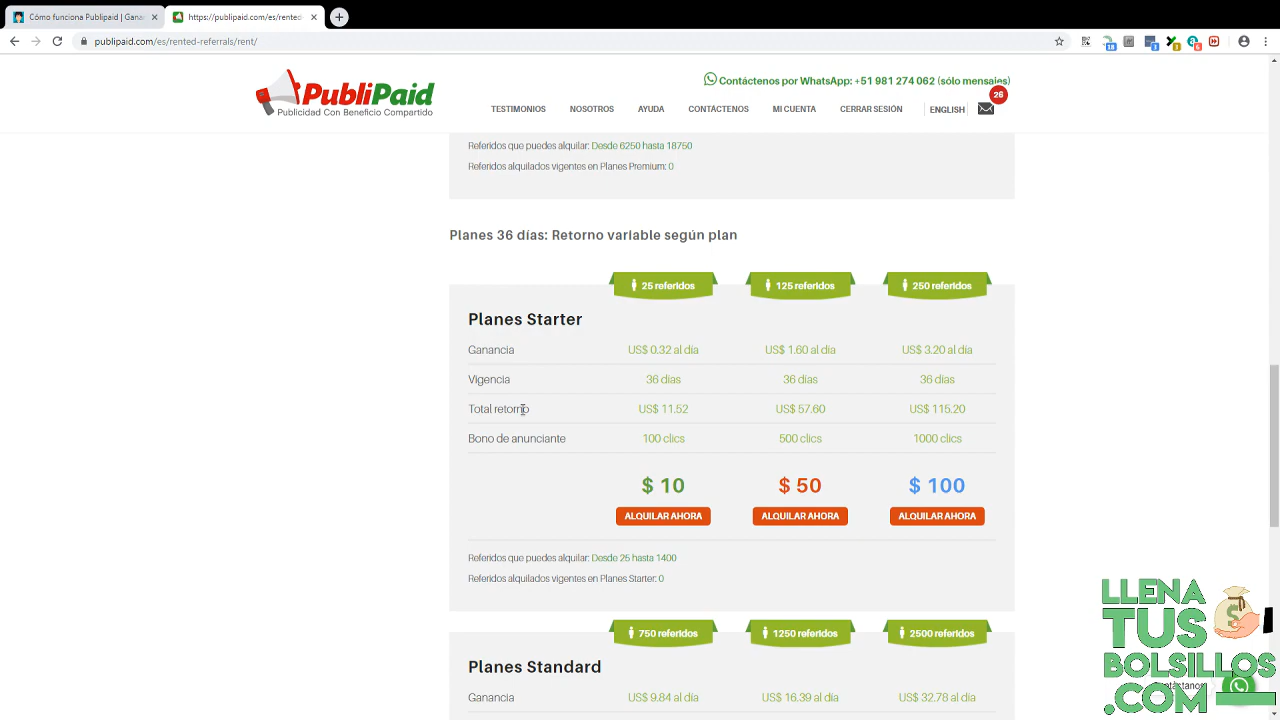 Cómo funciona Publipaid | Gana
https://publipaid.com/es/rented-
publipaid.com/es/rented-referrals/rent/
PubliPaid
Publicidad Con Beneficio Compartido
Contáctenos por WhatsApp: +51 981 274 062 (sólo mensajes)
TESTIMONIOS NOSOTROS AYUDA CONTÁCTENOS MI CUENTA CERRAR SESIÓN ENGLISH 26
Referidos que puedes alquilar: Desde 6250 hasta 18750
Referidos alquilados vigentes en Planes Premium: 0
Planes 36 días: Retorno variable según plan
25 referidos 125 referidos 250 referidos
Planes Starter
Ganancia US$ 0.32 al día US$ 1.60 al día US$ 3.20 al día
Vigencia 36 días 36 días 36 días
Total retorno US$ 11.52 US$ 57.60 US$ 115.20
Bono de anunciante 100 clics 500 clics 1000 clics
$ 10 $ 50 $ 100
ALQUILAR AHORA ALQUILAR AHORA ALQUILAR AHORA
Referidos que puedes alquilar: Desde 25 hasta 1400
Referidos alquilados vigentes en Planes Starter: 0
750 referidos 1250 referidos 2500 referidos
Planes Standard
Ganancia US$ 9.84 al día US$ 16.39 al día US$ 32.78 al día
LLENA
TUS
BOLSILLOS
.COM